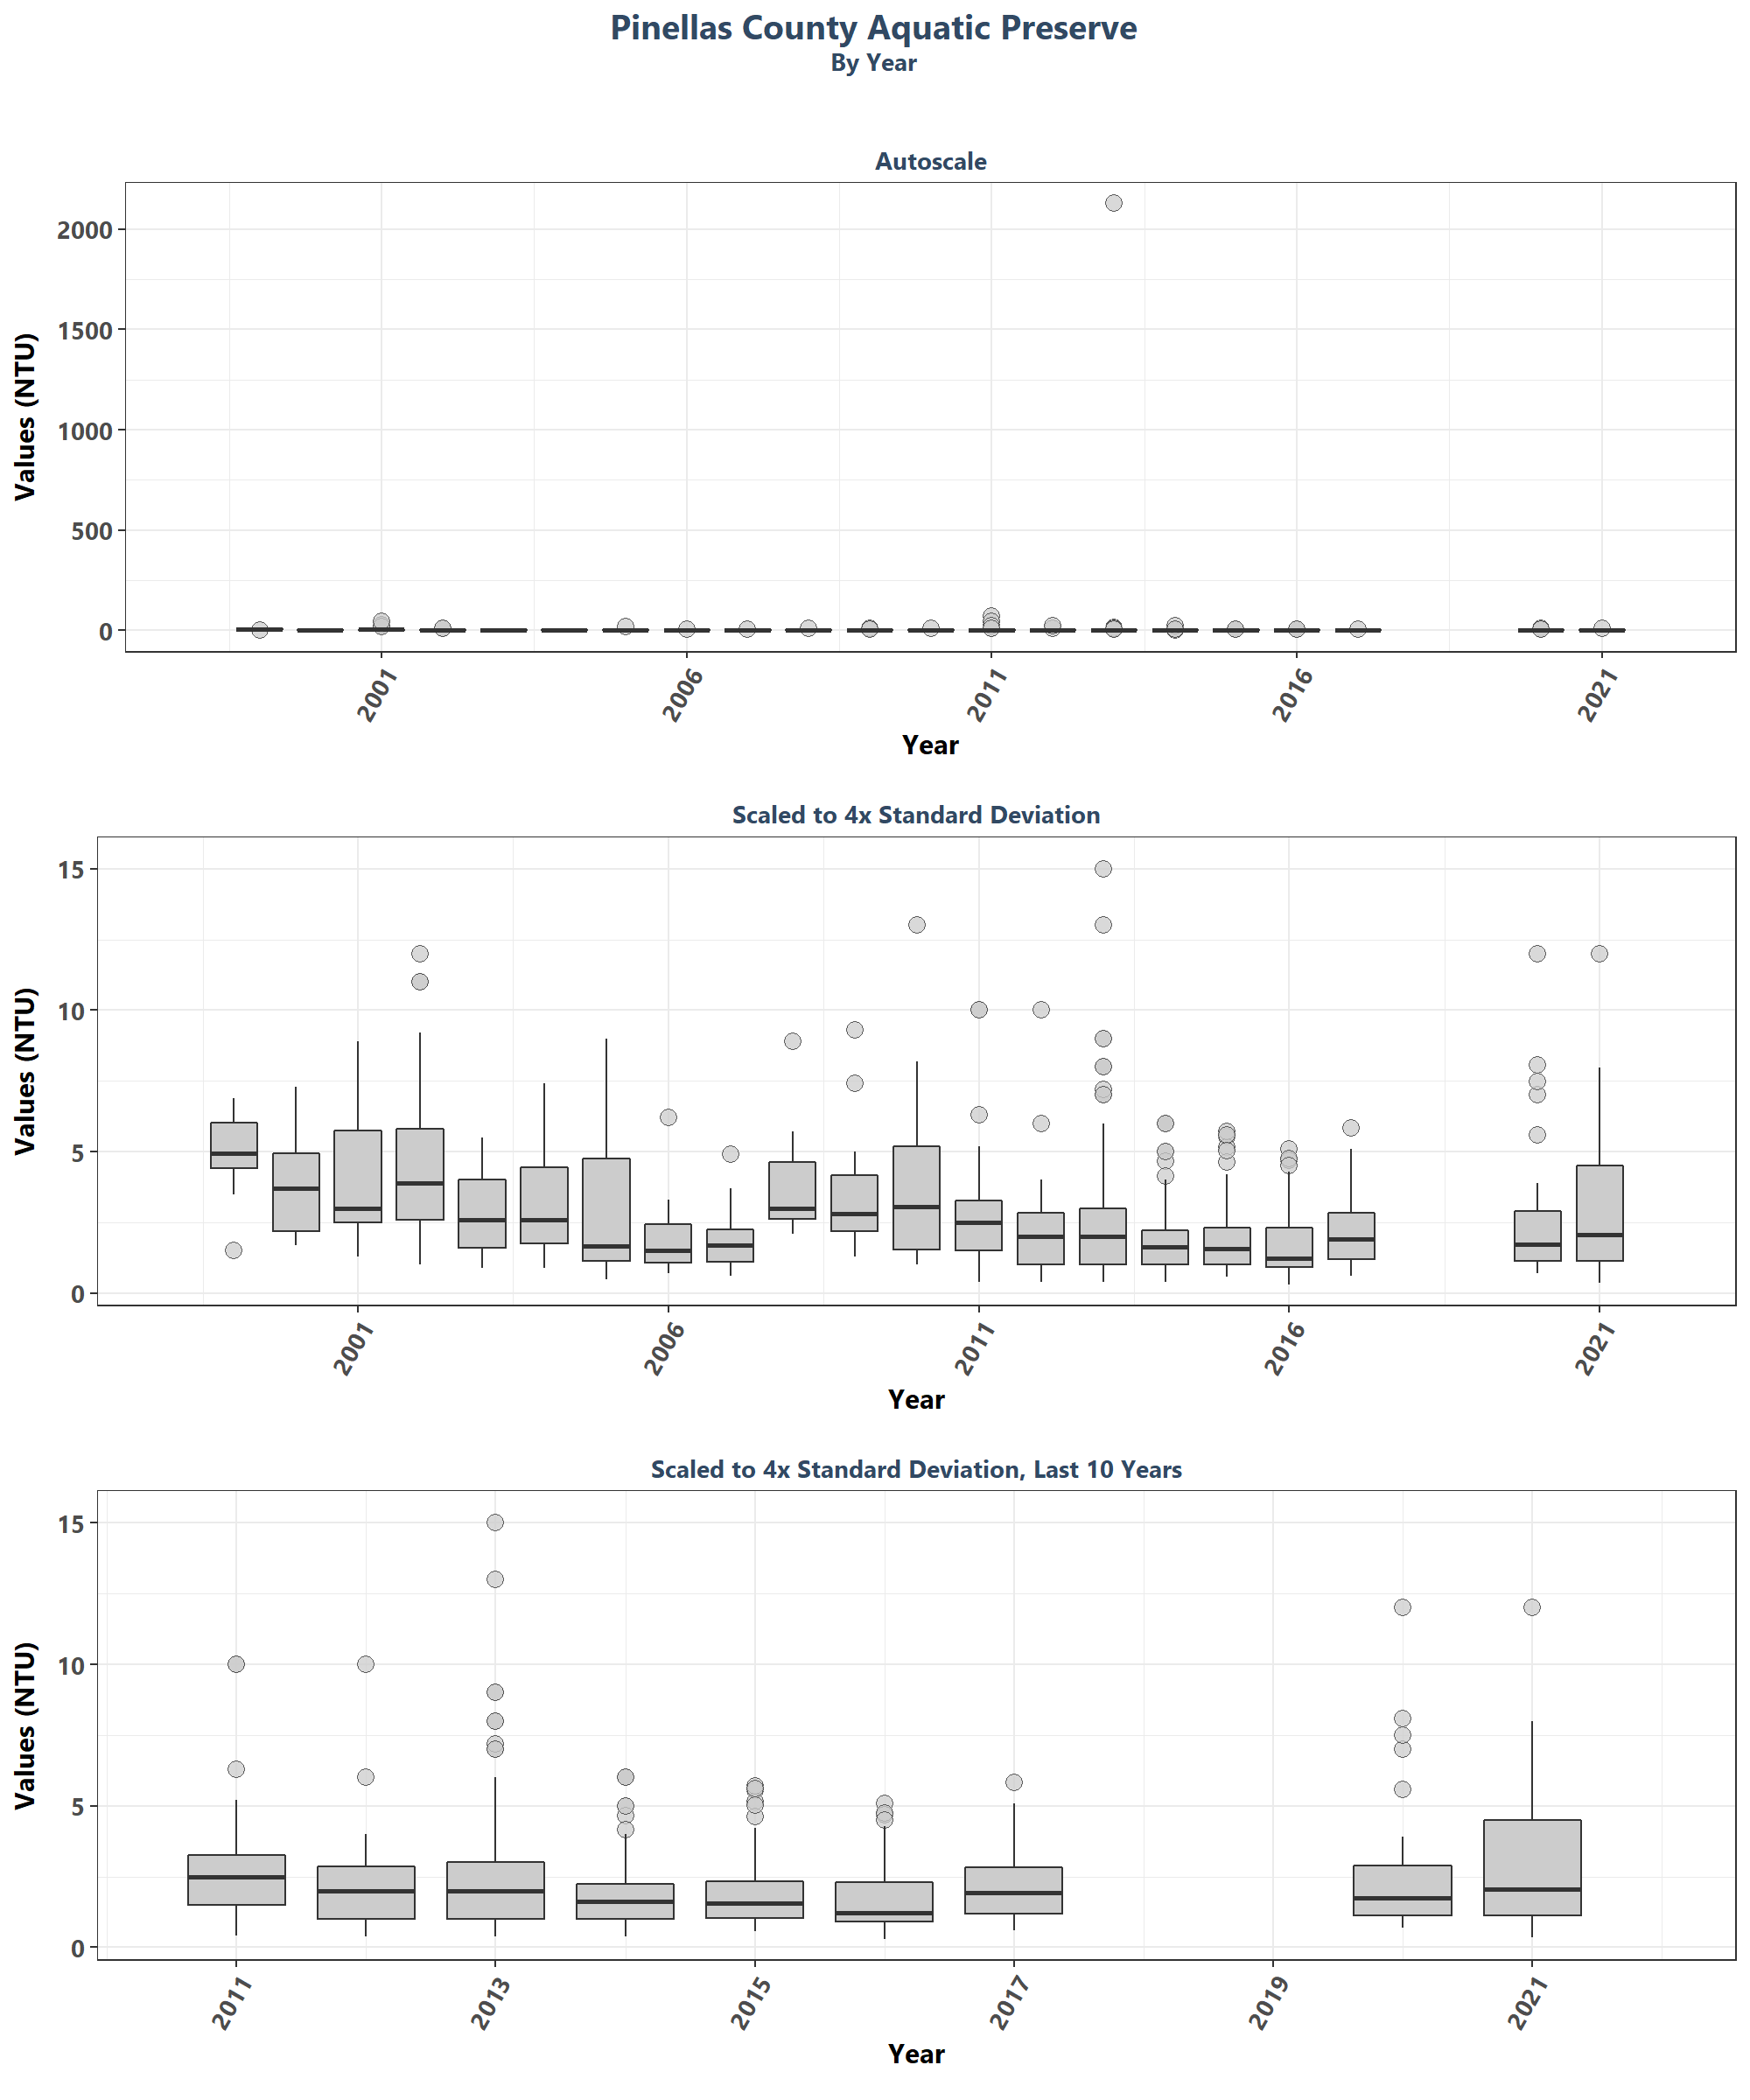 Pinellas County Aquatic Preserve
By Year
Autoscale
Values (NTU)
2000
1500
1000
500
0
2001
2006
2011
2016
2021
Year
Scaled to 4x Standard Deviation
Values (NTU)
15
10
5
0
2001
2006
2011
2016
2021
Year
Scaled to 4x Standard Deviation, Last 10 Years
Values (NTU)
15
10
5
0
2011
2013
2015
2017
2019
2021
Year